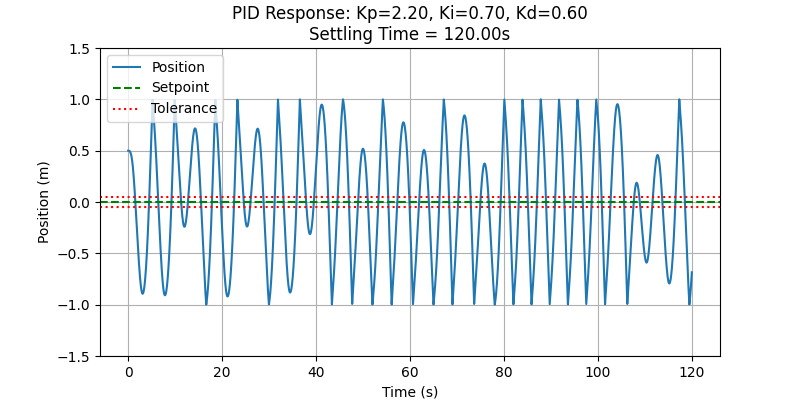 PID Response: Kp=2.20, Ki=0.70, Kd=0.60
Settling Time = 120.00s
1.5
1.0
0.5
0.0
−0.5
−1.0
−1.5
Position (m)
Position
Setpoint
Tolerance
0
20
40
60
80
100
120
Time (s)